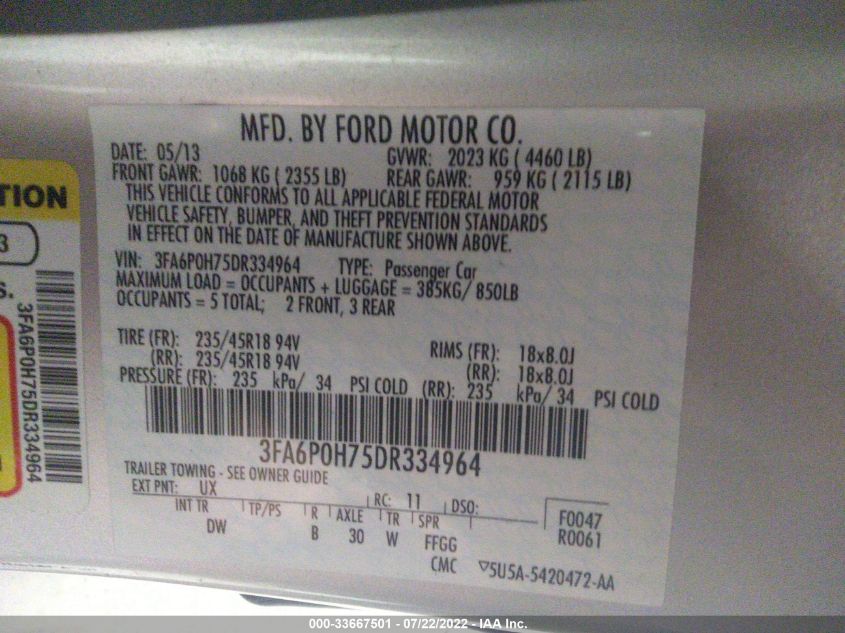 MFD. BY FORD MOTOR CO.
DATE: 05/13 GVWR: 2023 KG ( 4460 LB)
FRONT GAWR: 1068 KG ( 2355 LB) REAR GAWR: 959 KG ( 2115 LB)
THIS VEHICLE CONFORMS TO ALL APPLICABLE FEDERAL MOTOR
VEHICLE SAFETY, BUMPER, AND THEFT PREVENTION STANDARDS
IN EFFECT ON THE DATE OF MANUFACTURE SHOWN ABOVE.
VIN: 3FA6P0H75DR334964 TYPE: Passenger Car
MAXIMUM LOAD = OCCUPANTS + LUGGAGE = 385KG/ 850LB
OCCUPANTS = 5 TOTAL; 2 FRONT, 3 REAR
TIRE (FR): 235/45R18 94V RIMS (FR): 18x8.0J
(RR): 235/45R18 94V (RR): 18x8.0J
PRESSURE (FR): 235 kPa/ 34 PSI COLD (RR): 235 kPa/ 34 PSI COLD
3FA6P0H75DR334964
TRAILER TOWING - SEE OWNER GUIDE
EXT PNT: UX RC: 11 DSO:
INT TR TP/PS R AXLE TR SPR F0047
DW B 30 W FFGG R0061
CMC ▽5U5A-5420472-AA
TION
3
S.
3FA6P0H75DR334964
000-33667501 - 07/22/2022 - IAA Inc.